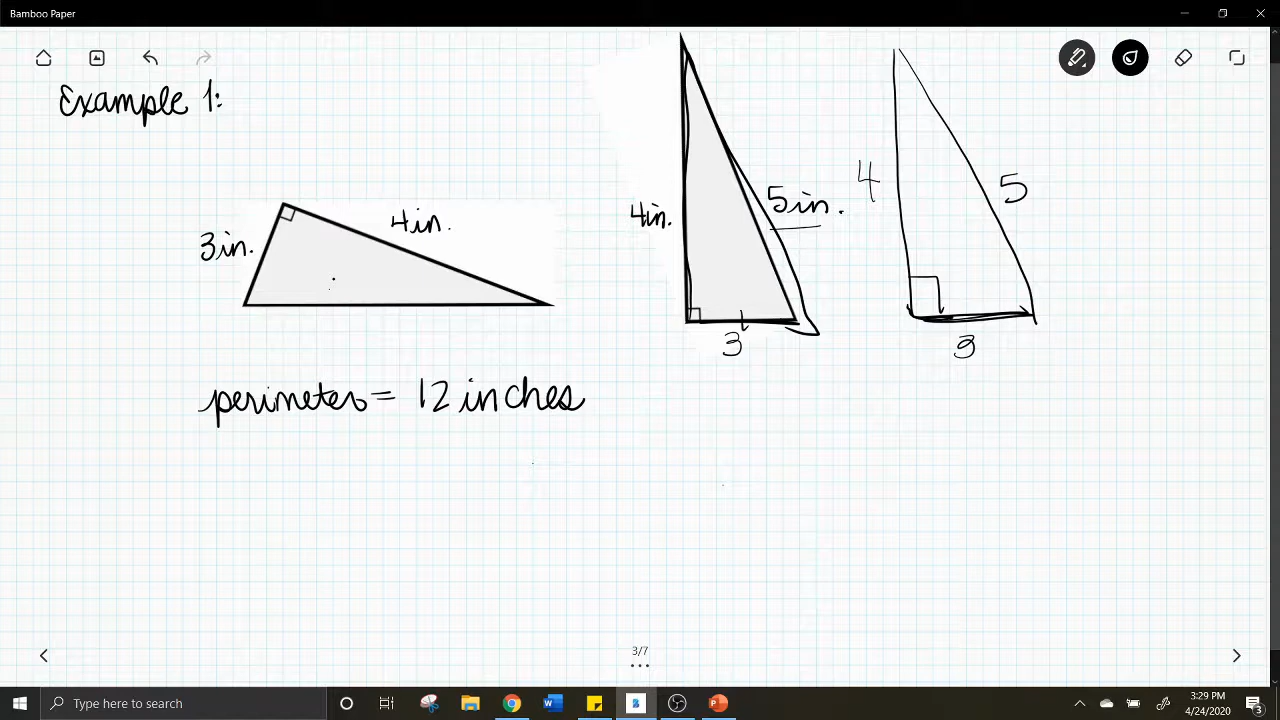 Bamboo Paper
Example 1:
3in.
4in.
4in.
5in.
3
4
5
3
perimeter = 12 inches
3/7
Type here to search
3:29 PM
4/24/2020
3